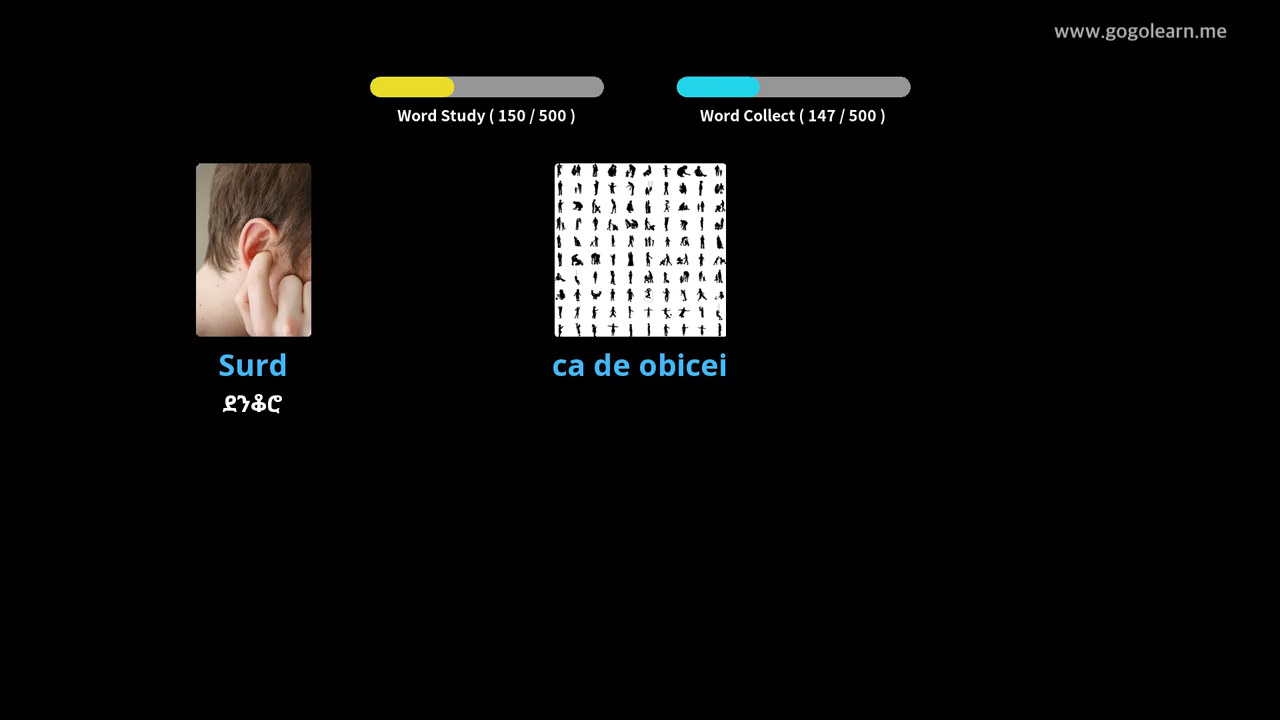 www.gogolearn.me
Word Study ( 150 / 500 )
Word Collect ( 147 / 500 )
Surd
ደንቆሮ
ca de obicei